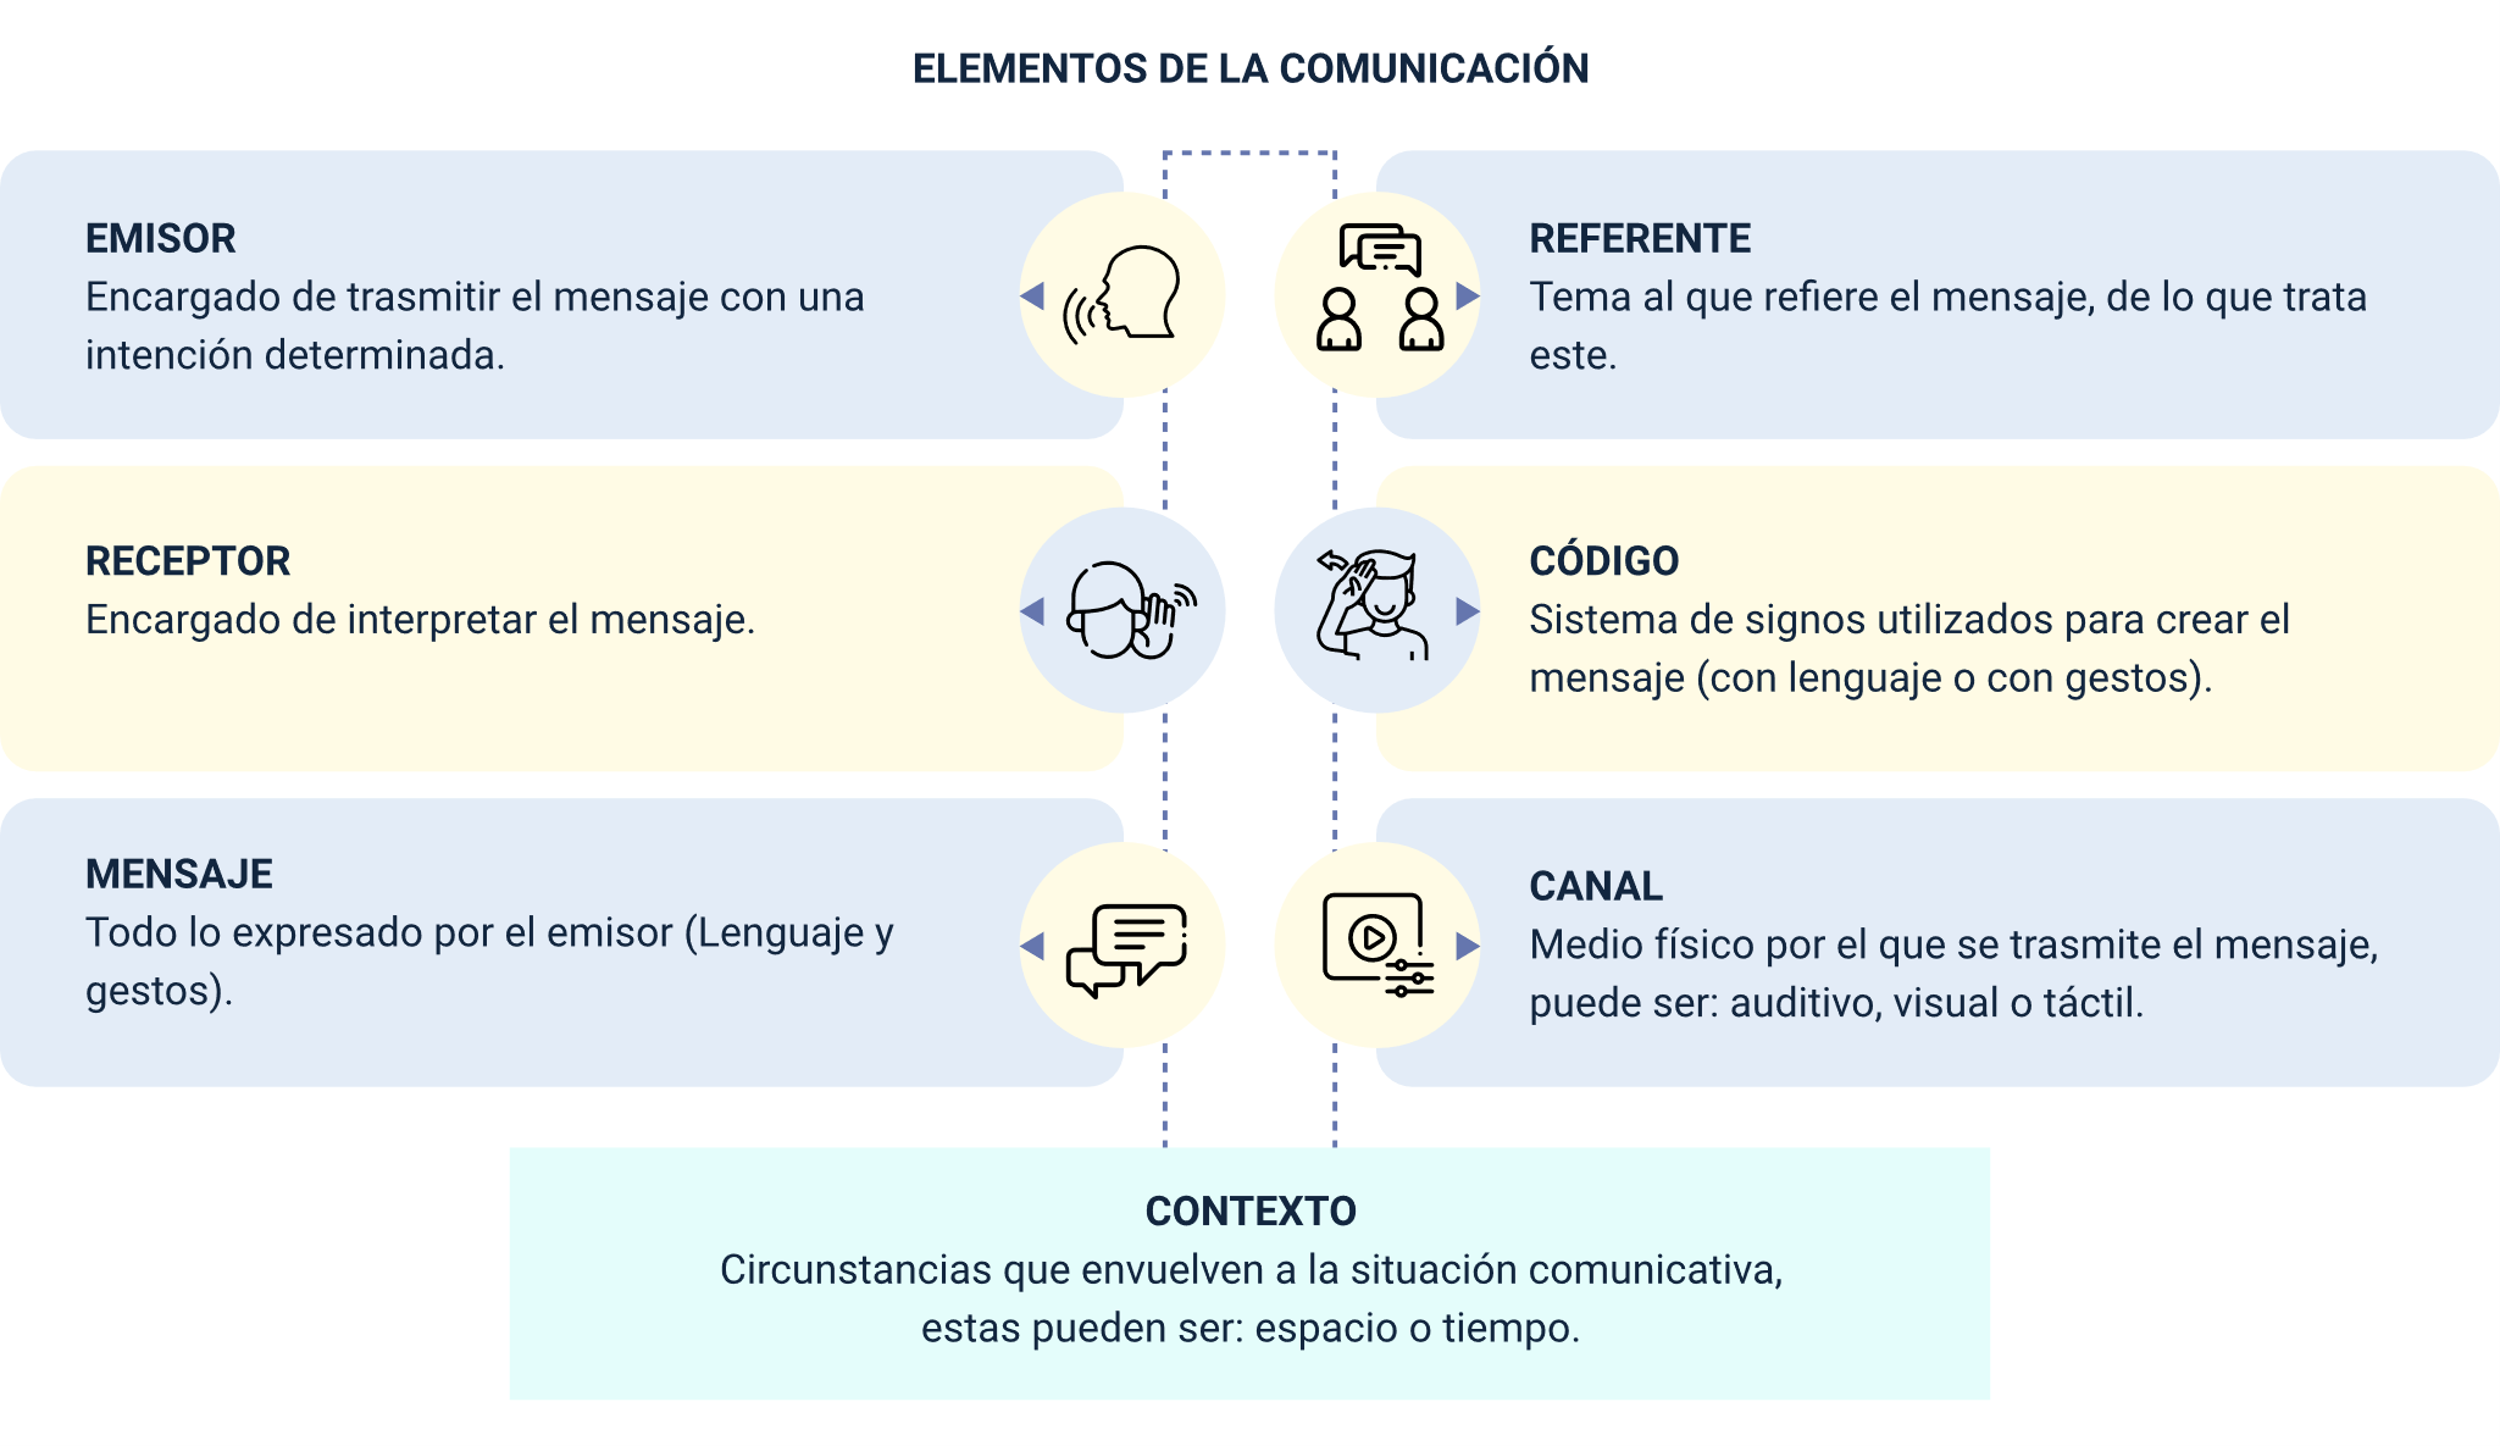 ELEMENTOS DE LA COMUNICACIÓN
EMISOR
Encargado de trasmitir el mensaje con una
intención determinada.
REFERENTE
Tema al que refiere el mensaje, de lo que trata
este.
RECEPTOR
Encargado de interpretar el mensaje.
CÓDIGO
Sistema de signos utilizados para crear el
mensaje (con lenguaje o con gestos).
MENSAJE
Todo lo expresado por el emisor (Lenguaje y
gestos).
CANAL
Medio físico por el que se trasmite el mensaje,
puede ser: auditivo, visual o táctil.
CONTEXTO
Circunstancias que envuelven a la situación comunicativa,
estas pueden ser: espacio o tiempo.